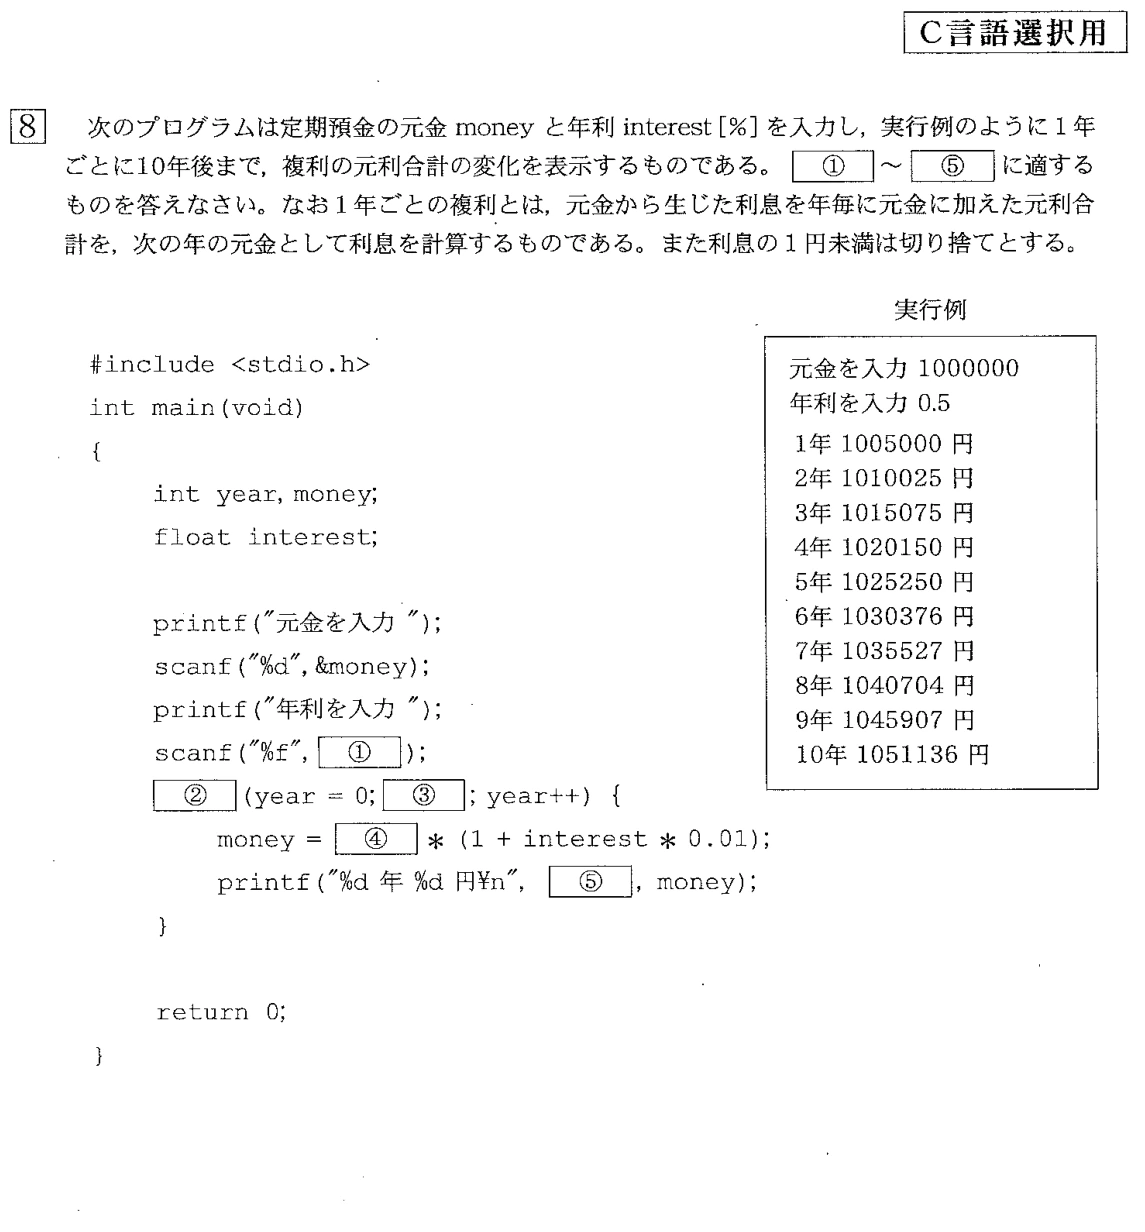 C言語選択用
8 次のプログラムは定期預金の元金 money と年利 interest [%] を入力し，実行例のように1年
ごとに10年後まで，複利の元利合計の変化を表示するものである。 ① ～ ⑤ に適する
ものを答えなさい。なお1年ごとの複利とは，元金から生じた利息を年毎に元金に加えた元利合
計を，次の年の元金として利息を計算するものである。また利息の1円未満は切り捨てとする。
実行例
元金を入力 1000000
年利を入力 0.5
1年 1005000 円
2年 1010025 円
3年 1015075 円
4年 1020150 円
5年 1025250 円
6年 1030376 円
7年 1035527 円
8年 1040704 円
9年 1045907 円
10年 1051136 円
#include <stdio.h>
int main(void)
{
int year, money;
float interest;
printf("元金を入力 ");
scanf("%d", &money);
printf("年利を入力 ");
scanf("%f", ① );
② (year = 0; ③ ; year++) {
money = ④ * (1 + interest * 0.01);
printf("%d 年 %d 円¥n", ⑤ , money);
}
return 0;
}